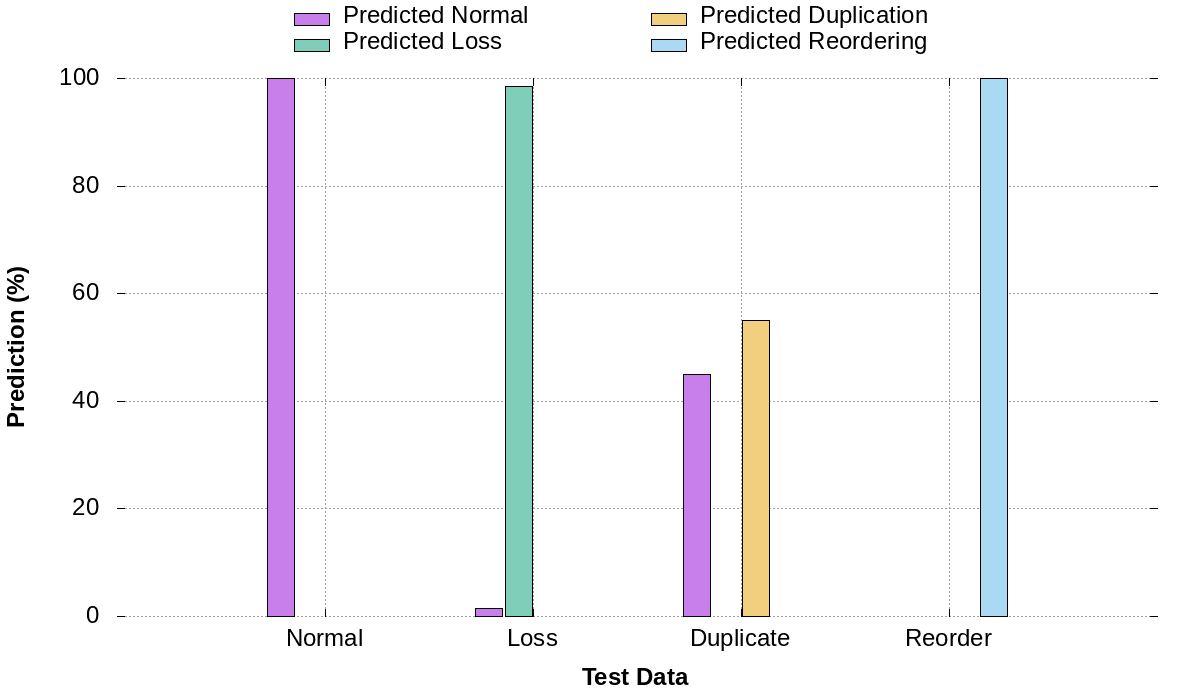 Predicted Normal
Predicted Loss
Predicted Duplication
Predicted Reordering
100
80
60
40
20
0
Prediction (%)
Normal Loss Duplicate Reorder
Test Data